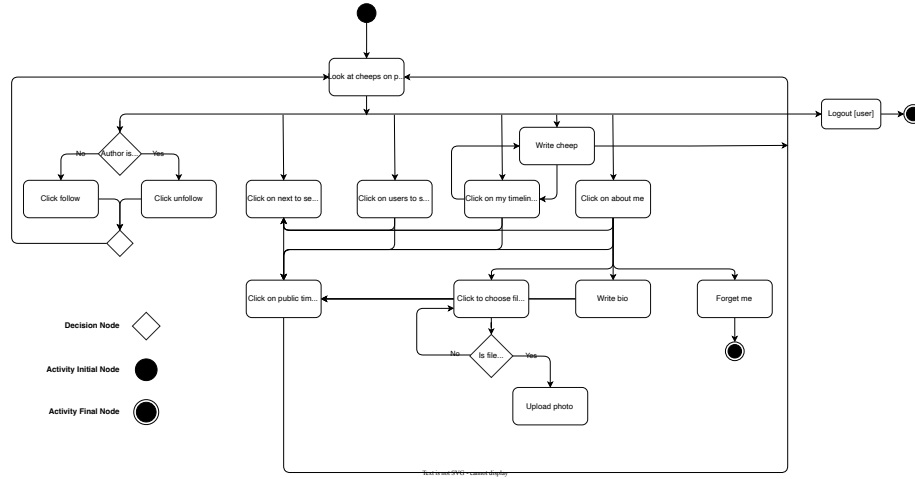 Look at cheeps on p...
Logout [user]
Write cheep
Author is...
No
Yes
Click follow
Click unfollow
Click on next to se...
Click on users to s...
Click on my timelin...
Click on about me
Click on public tim...
Click to choose fil...
Write bio
Forget me
Decision Node
Is file...
No
Yes
Activity Initial Node
Upload photo
Activity Final Node
Text is not SVG - cannot display